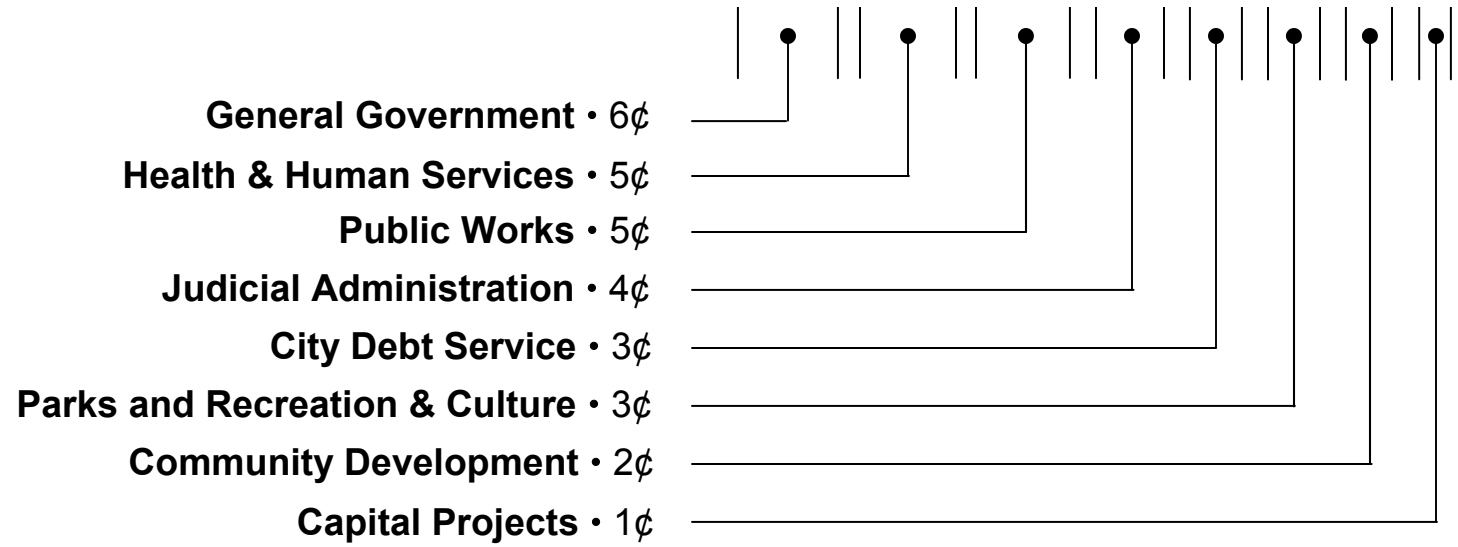 General Government • 6¢
Health & Human Services • 5¢
Public Works • 5¢
Judicial Administration • 4¢
City Debt Service • 3¢
Parks and Recreation & Culture • 3¢
Community Development • 2¢
Capital Projects • 1¢